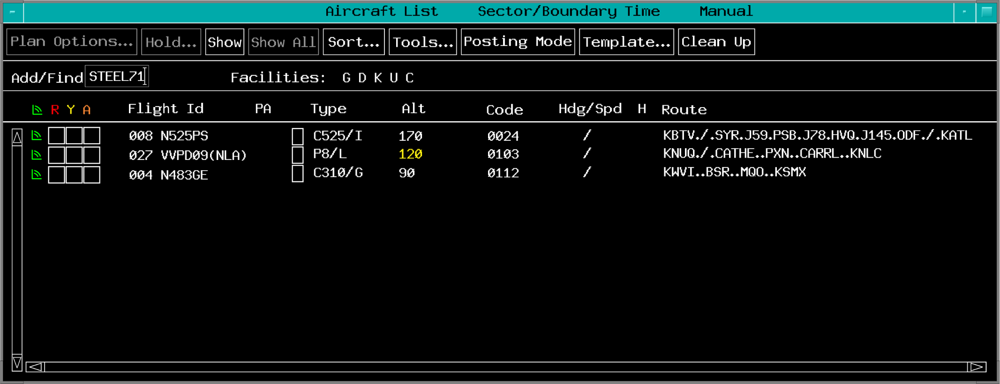 Aircraft List Sector/Boundary Time Manual
Plan Options... Hold... Show Show All Sort... Tools... Posting Mode Template... Clean Up
Add/Find STEEL71 Facilities: G D K U C
R Y A Flight Id PA Type Alt Code Hdg/Spd H Route
008 N525PS C525/I 170 0024 / KBTV./.SYR.J59.PSB.J78.HVQ.J145.ODF./.KATL
027 VVPD09(NLA) P8/L 120 0103 / KNUQ./.CATHE..PXN..CARRL..KNLC
004 N483GE C310/G 90 0112 / KWVI..BSR..MQO..KSMX